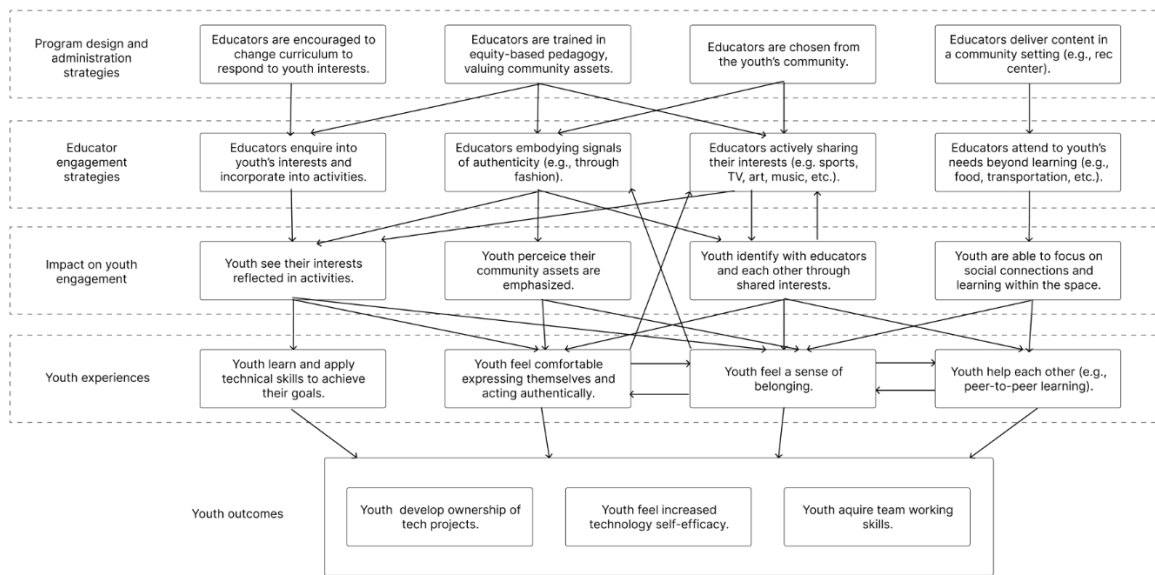 Program design and
administration
strategies
Educators are encouraged to
change curriculum to
respond to youth interests.
Educators are trained in
equity-based pedagogy,
valuing community assets.
Educators are chosen from
the youth's community.
Educators deliver content in
a community setting (e.g., rec
center).
Educator
engagement
strategies
Educators enquire into
youth's interests and
incorporate into activities.
Educators embodying signals
of authenticity (e.g., through
fashion).
Educators actively sharing
their interests (e.g. sports,
TV, art, music, etc.).
Educators attend to youth's
needs beyond learning (e.g.,
food, transportation, etc.).
Impact on youth
engagement
Youth see their interests
reflected in activities.
Youth perceice their
community assets are
emphasized.
Youth identify with educators
and each other through
shared interests.
Youth are able to focus on
social connections and
learning within the space.
Youth experiences
Youth learn and apply
technical skills to achieve
their goals.
Youth feel comfortable
expressing themselves and
acting authentically.
Youth feel a sense of
belonging.
Youth help each other (e.g.,
peer-to-peer learning).
Youth outcomes
Youth develop ownership of
tech projects.
Youth feel increased
technology self-efficacy.
Youth aquire team working
skills.